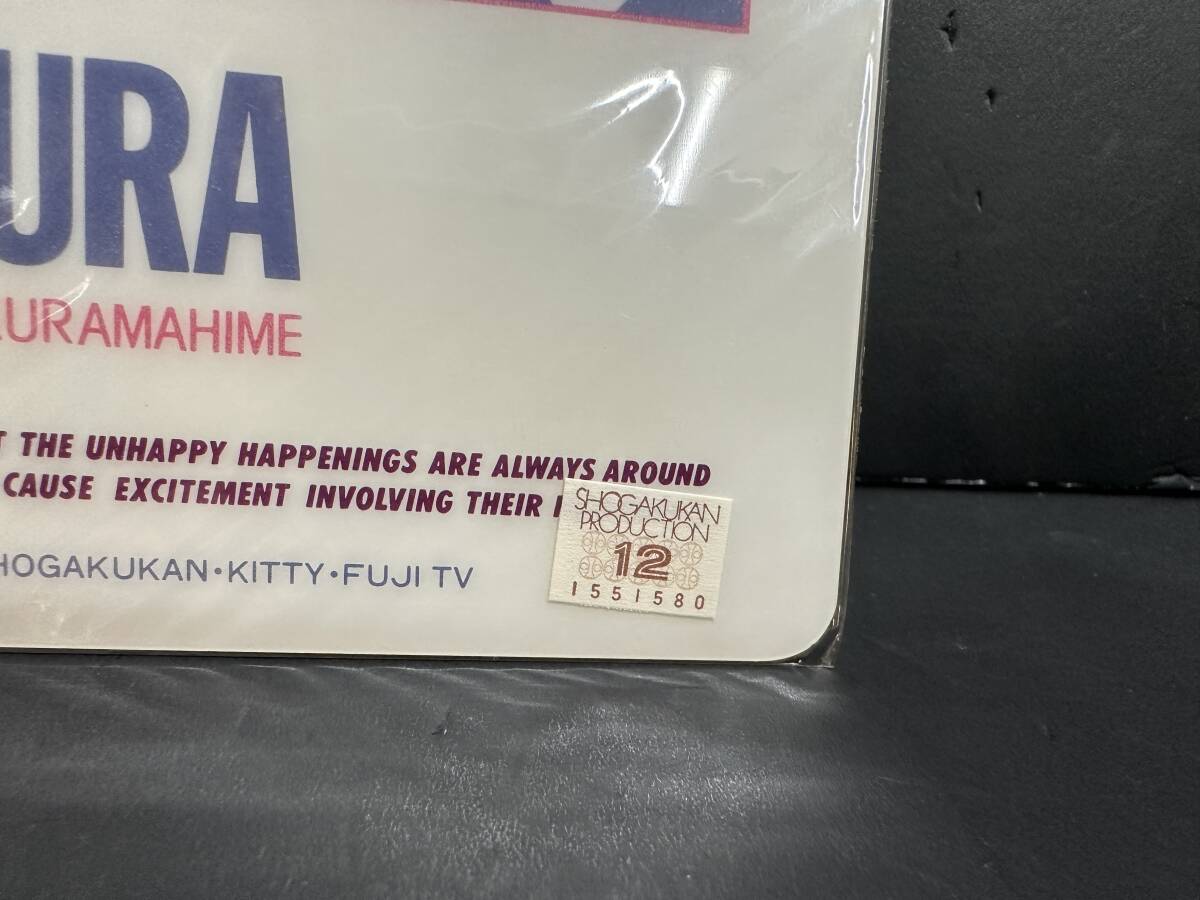 URA
URAMAHIME
T THE UNHAPPY HAPPENINGS ARE ALWAYS AROUND
CAUSE EXCITEMENT INVOLVING THEIR
HOGAKUKAN・KITTY・FUJI TV
SHOGAKUKAN
PRODUCTION
12
1551580